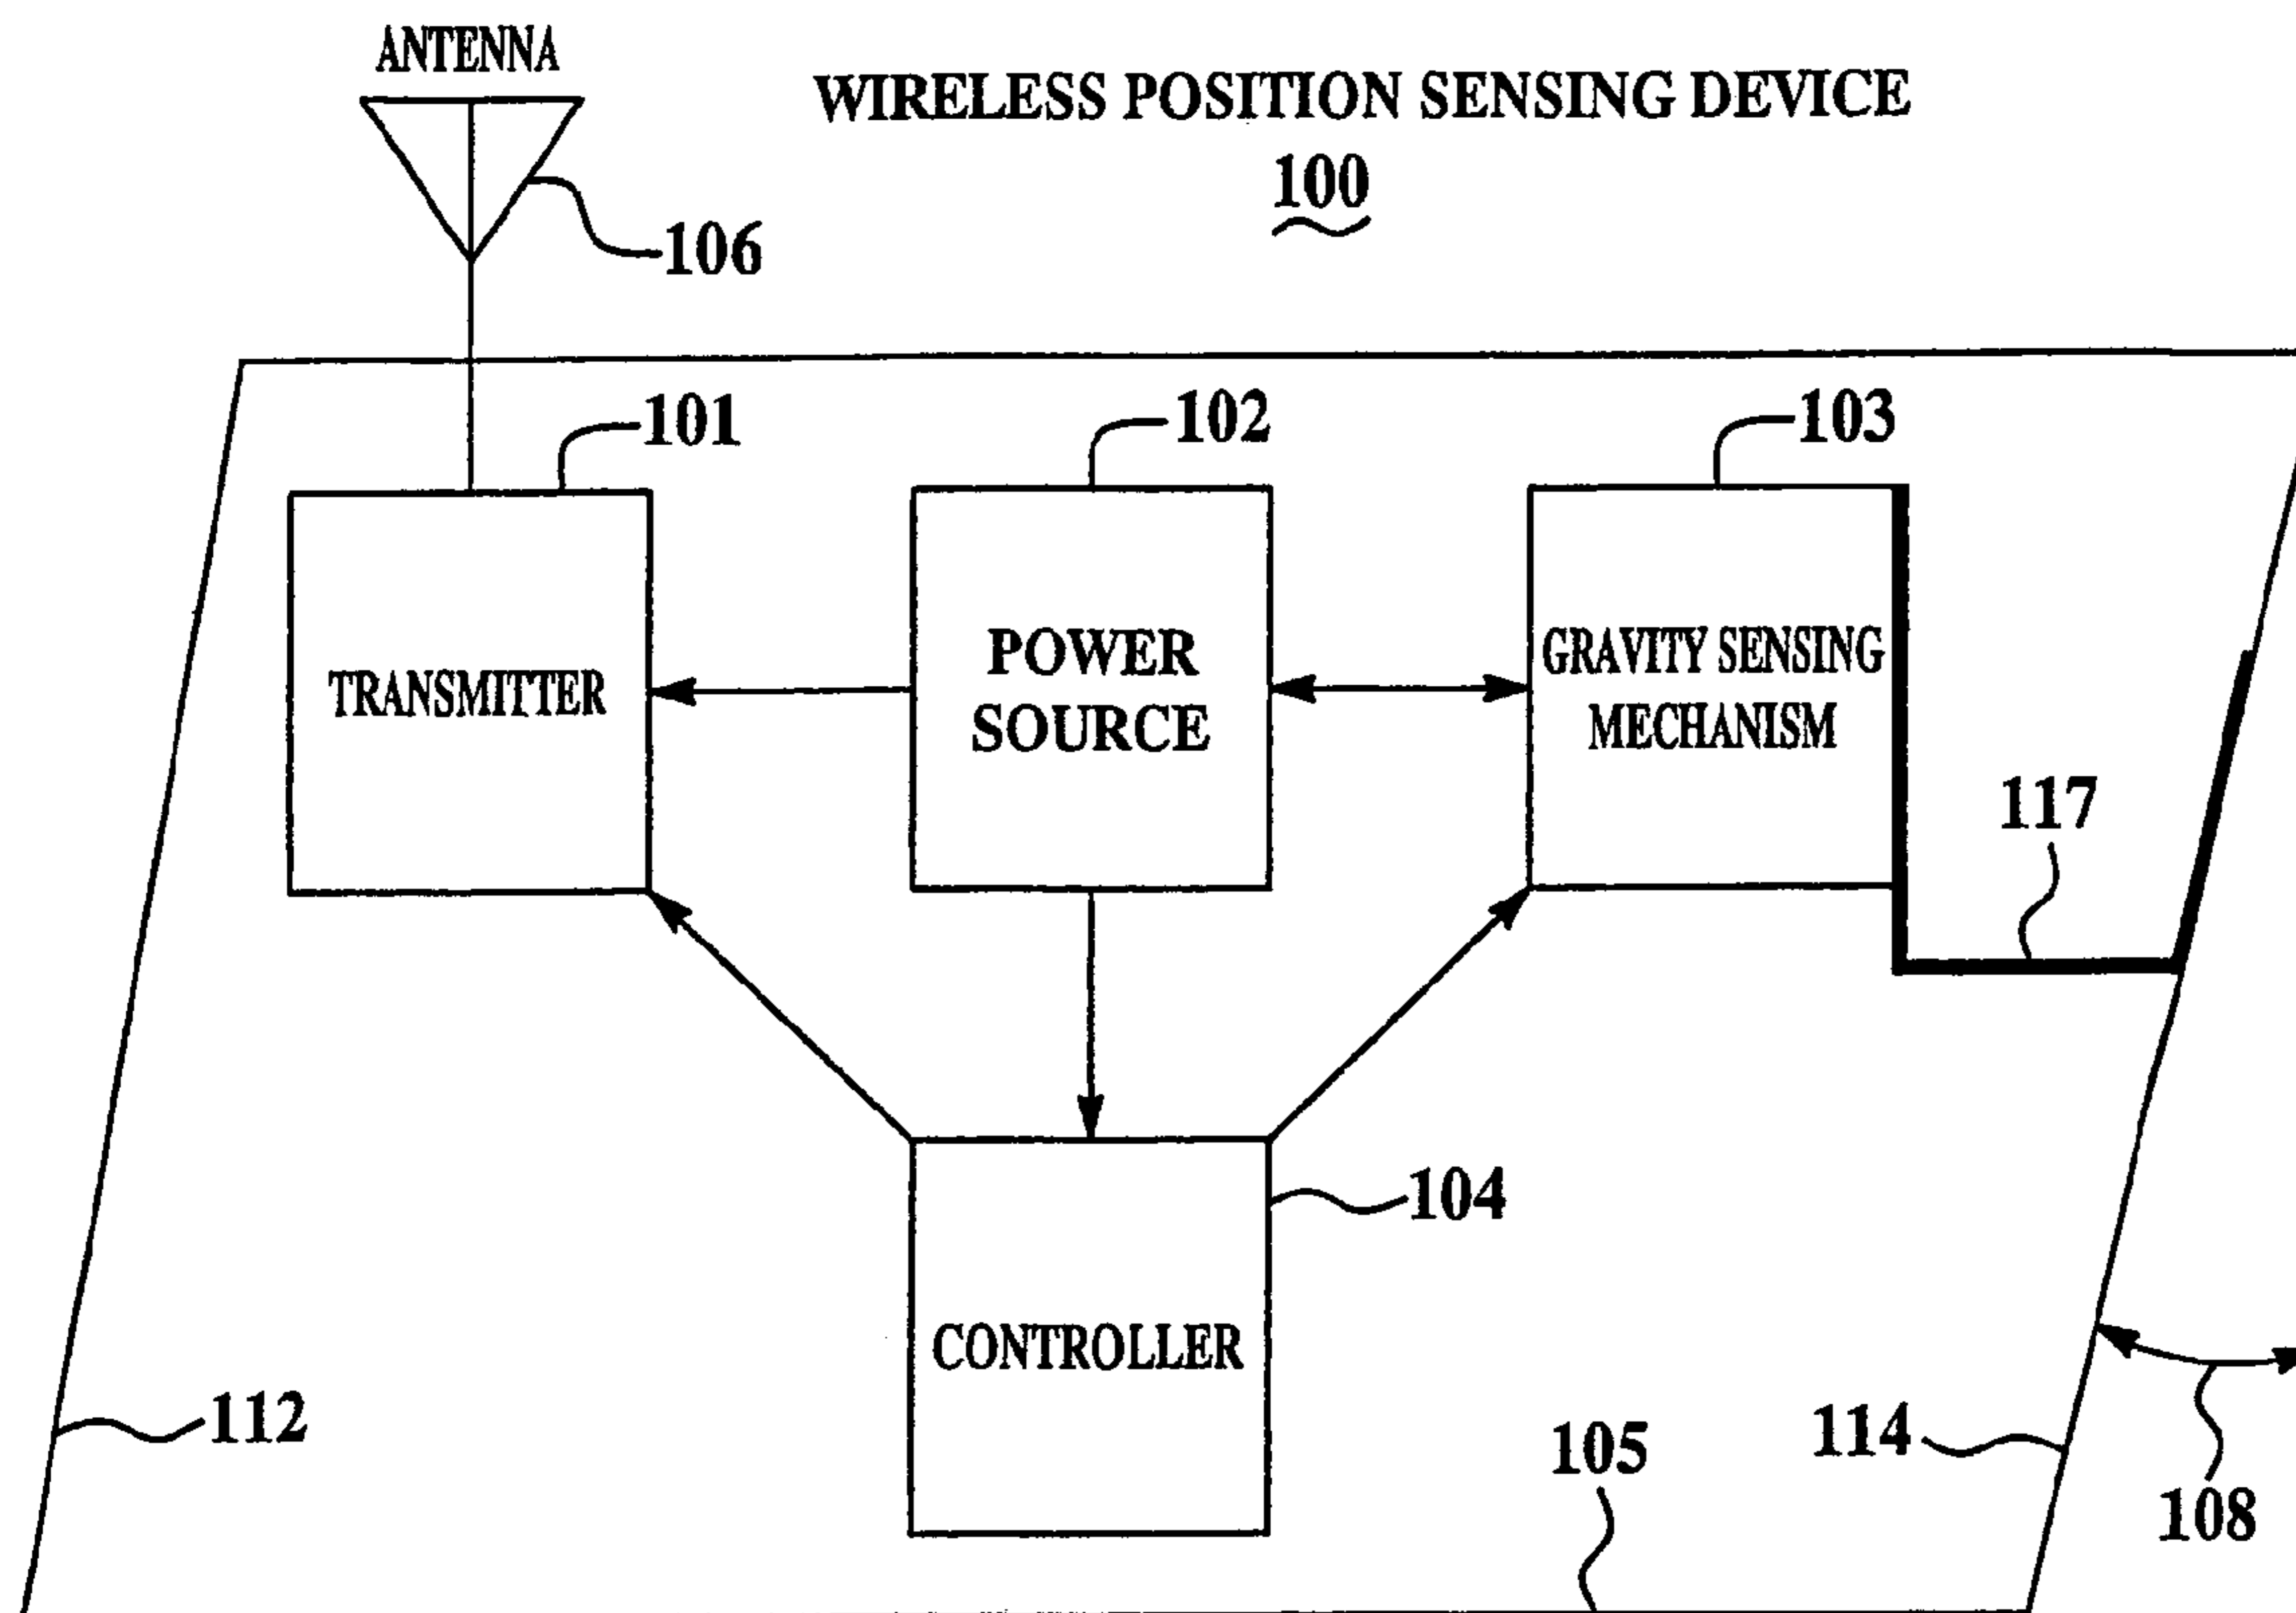 ANTENNA
WIRELESS POSITION SENSING DEVICE
100
106
101
102
103
TRANSMITTER
POWER
SOURCE
GRAVITY SENSING
MECHANISM
117
104
CONTROLLER
112
105
114
108